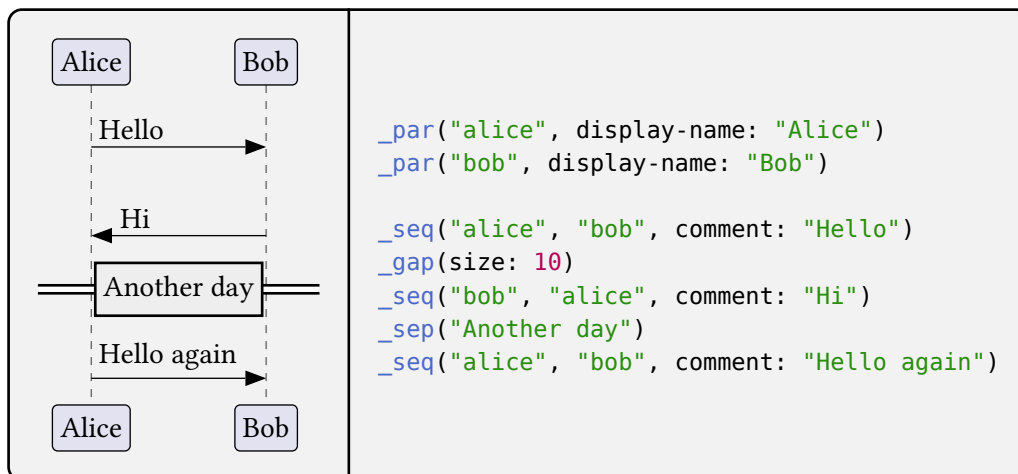 Alice
Bob
Hello
Hi
Another day
Hello again
Alice
Bob
_par("alice", display-name: "Alice")
_par("bob", display-name: "Bob")
_seq("alice", "bob", comment: "Hello")
_gap(size: 10)
_seq("bob", "alice", comment: "Hi")
_sep("Another day")
_seq("alice", "bob", comment: "Hello again")